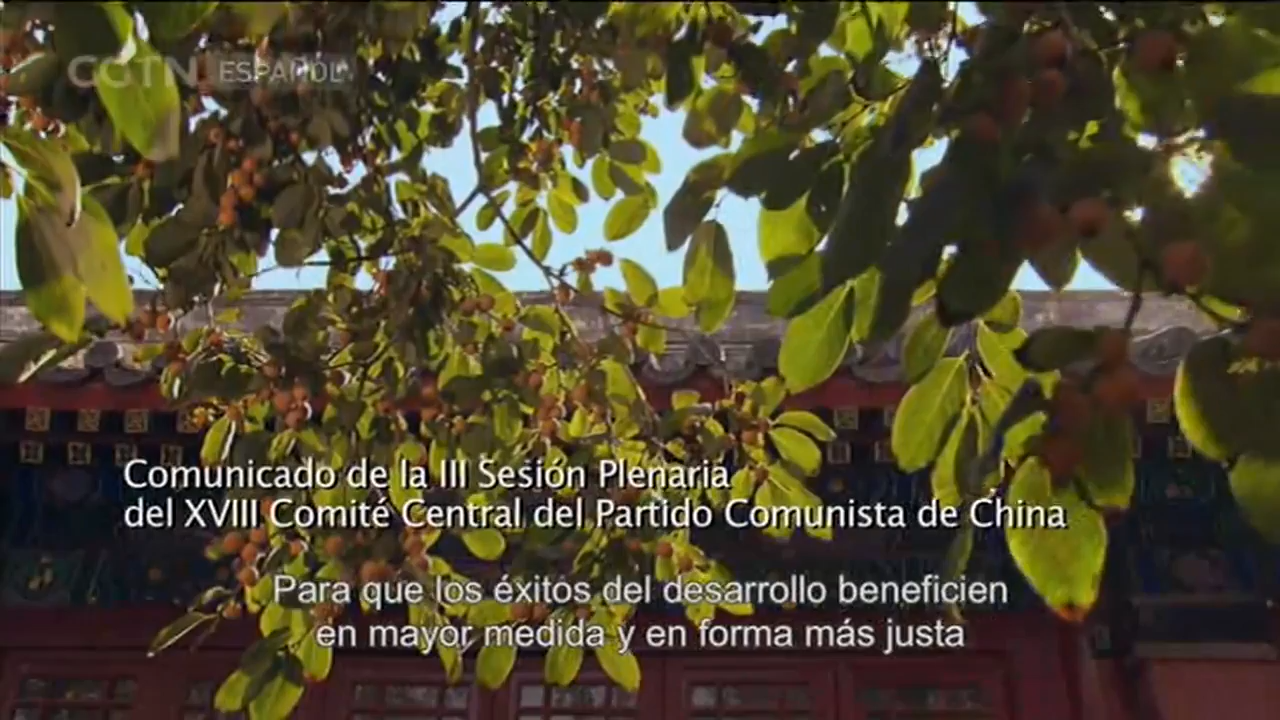 CGTN ESPAÑOL
Comunicado de la III Sesión Plenaria
del XVIII Comité Central del Partido Comunista de China
Para que los éxitos del desarrollo beneficien
en mayor medida y en forma más justa